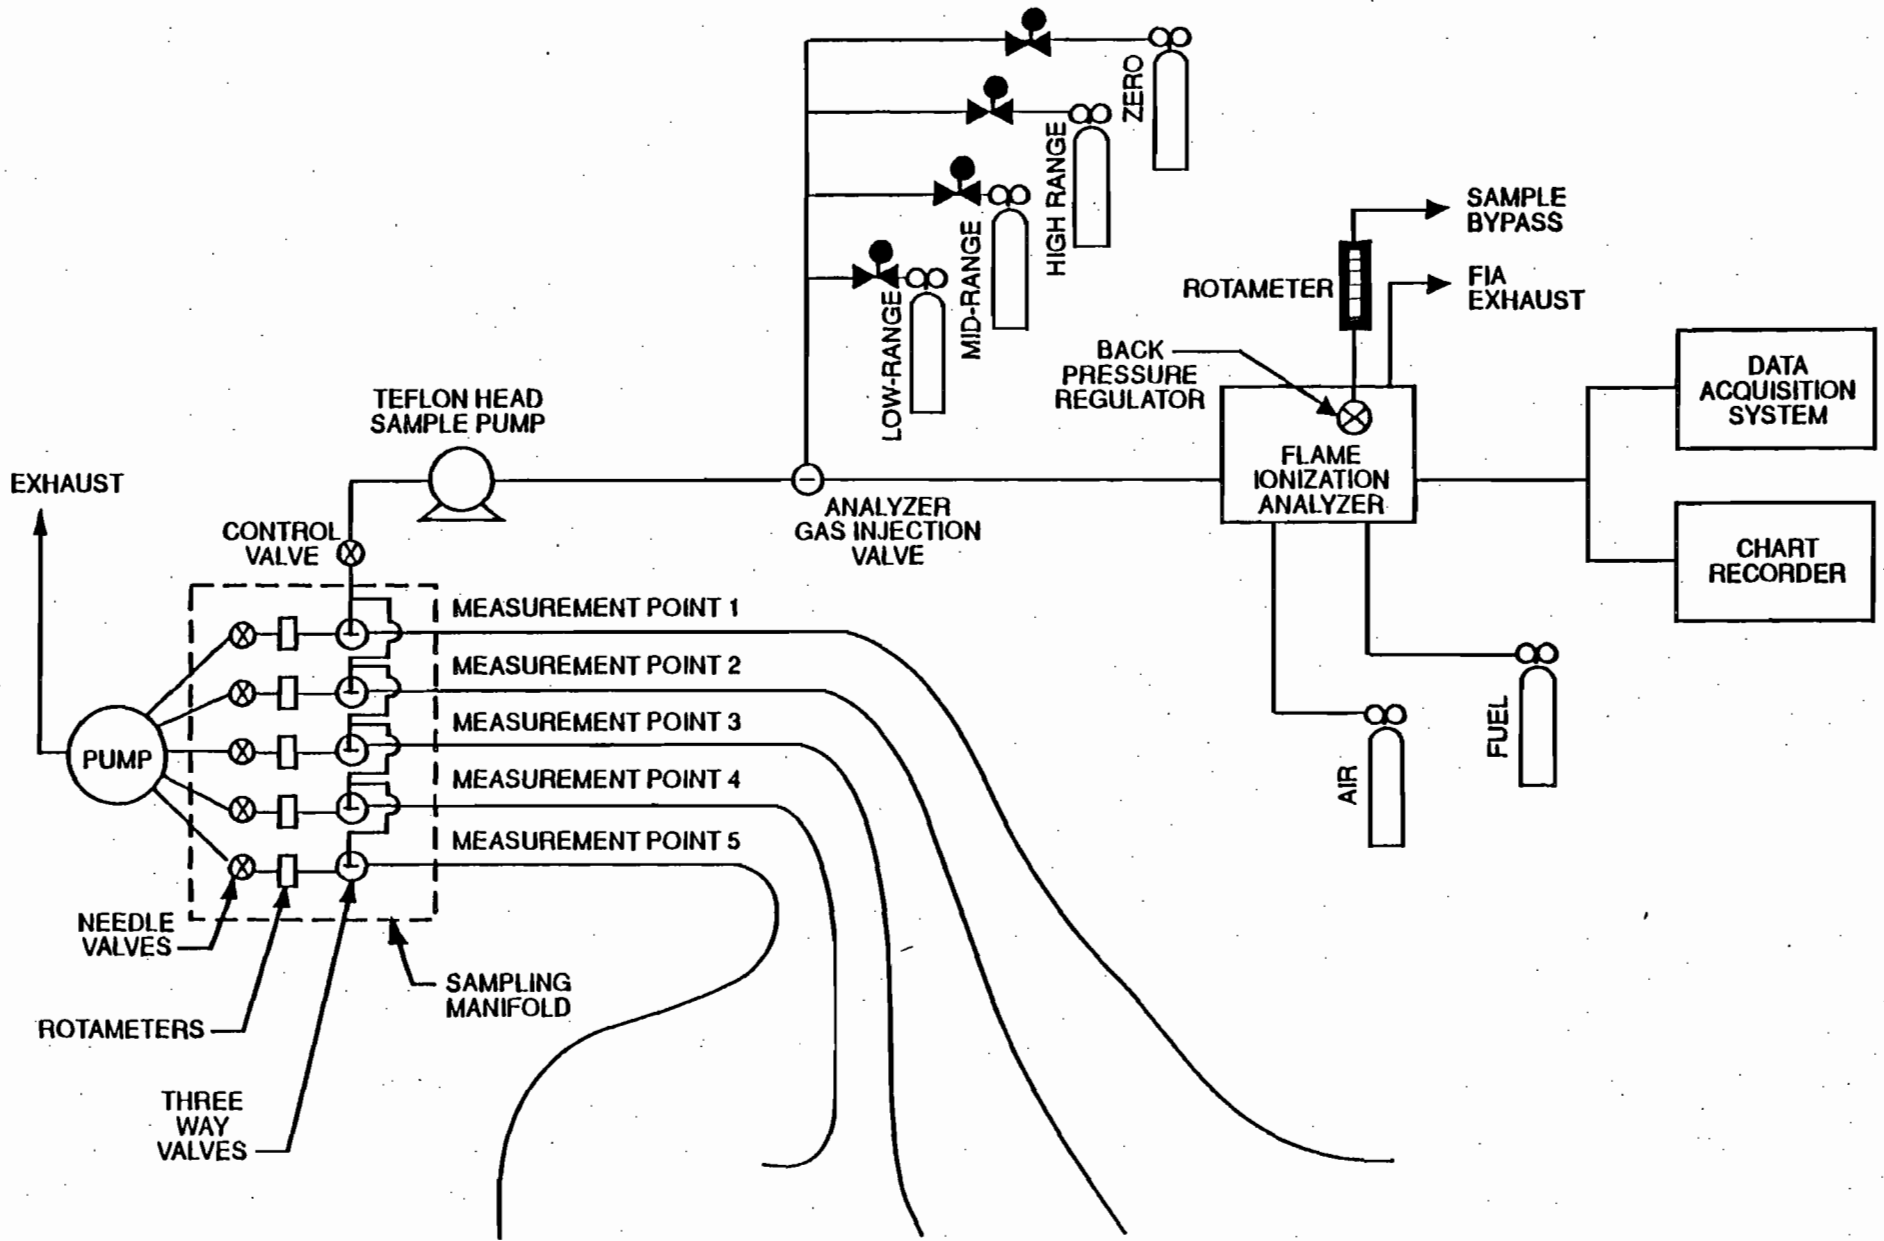 ZERO
HIGH RANGE
MID-RANGE
LOW-RANGE
SAMPLE
BYPASS
ROTAMETER
FIA
EXHAUST
BACK
PRESSURE
REGULATOR
DATA
ACQUISITION
SYSTEM
TEFLON HEAD
SAMPLE PUMP
FLAME
IONIZATION
ANALYZER
EXHAUST
ANALYZER
GAS INJECTION
VALVE
CONTROL
VALVE
CHART
RECORDER
MEASUREMENT POINT 1
MEASUREMENT POINT 2
MEASUREMENT POINT 3
MEASUREMENT POINT 4
MEASUREMENT POINT 5
PUMP
FUEL
AIR
NEEDLE
VALVES
SAMPLING
MANIFOLD
ROTAMETERS
THREE
WAY
VALVES